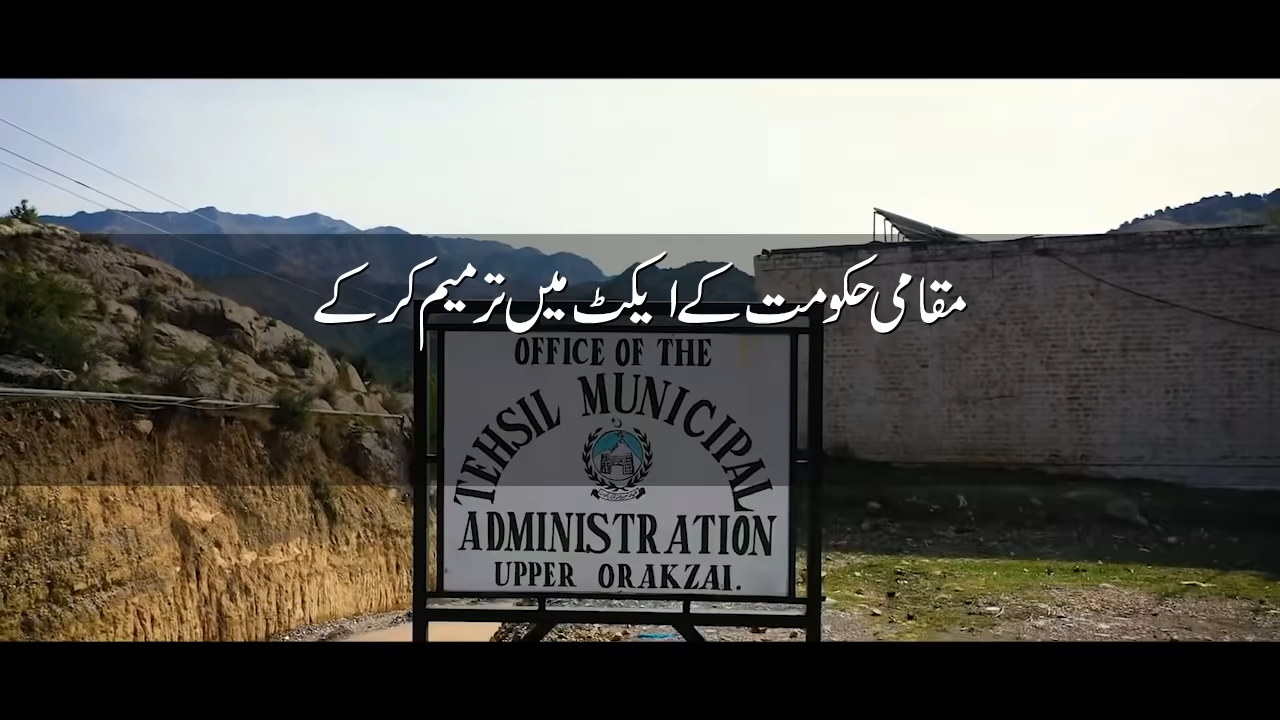 مقامی حکومت کے ایکٹ میں ترمیم کر کے
OFFICE OF THE
TEHSIL MUNICIPAL
ADMINISTRATION
UPPER ORAKZAI.